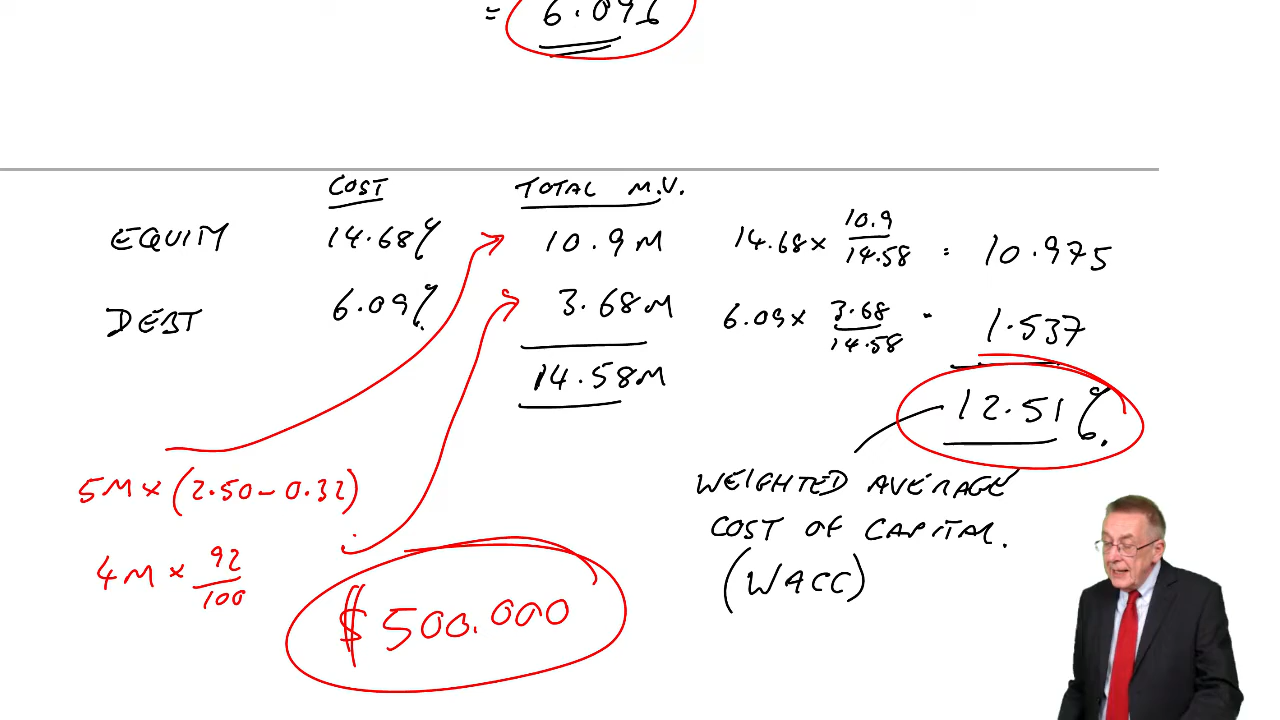 = 6.09%
COST TOTAL M.V.
EQUITY 14.68% 10.9M 14.68 × 10.9/14.58 = 10.975
DEBT 6.09% 3.68M 6.09 × 3.68/14.58 = 1.537
14.58M 12.51%
5M × (2.50 - 0.32)
4M × 92/100
$500.000
WEIGHTED AVERAGE
COST OF CAPITAL.
(WACC)